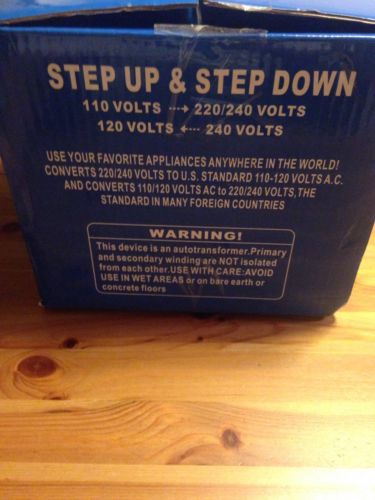 STEP UP & STEP DOWN
110 VOLTS ····› 220/240 VOLTS
120 VOLTS ‹···· 240 VOLTS
USE YOUR FAVORITE APPLIANCES ANYWHERE IN THE WORLD!
CONVERTS 220/240 VOLTS TO U.S. STANDARD 110-120 VOLTS A.C.
AND CONVERTS 110/120 VOLTS AC to 220/240 VOLTS,THE
STANDARD IN MANY FOREIGN COUNTRIES
WARNING!
This device is an autotransformer.Primary
and secondary winding are NOT isolated
from each other.USE WITH CARE:AVOID
USE IN WET AREAS or on bare earth or
concrete floors